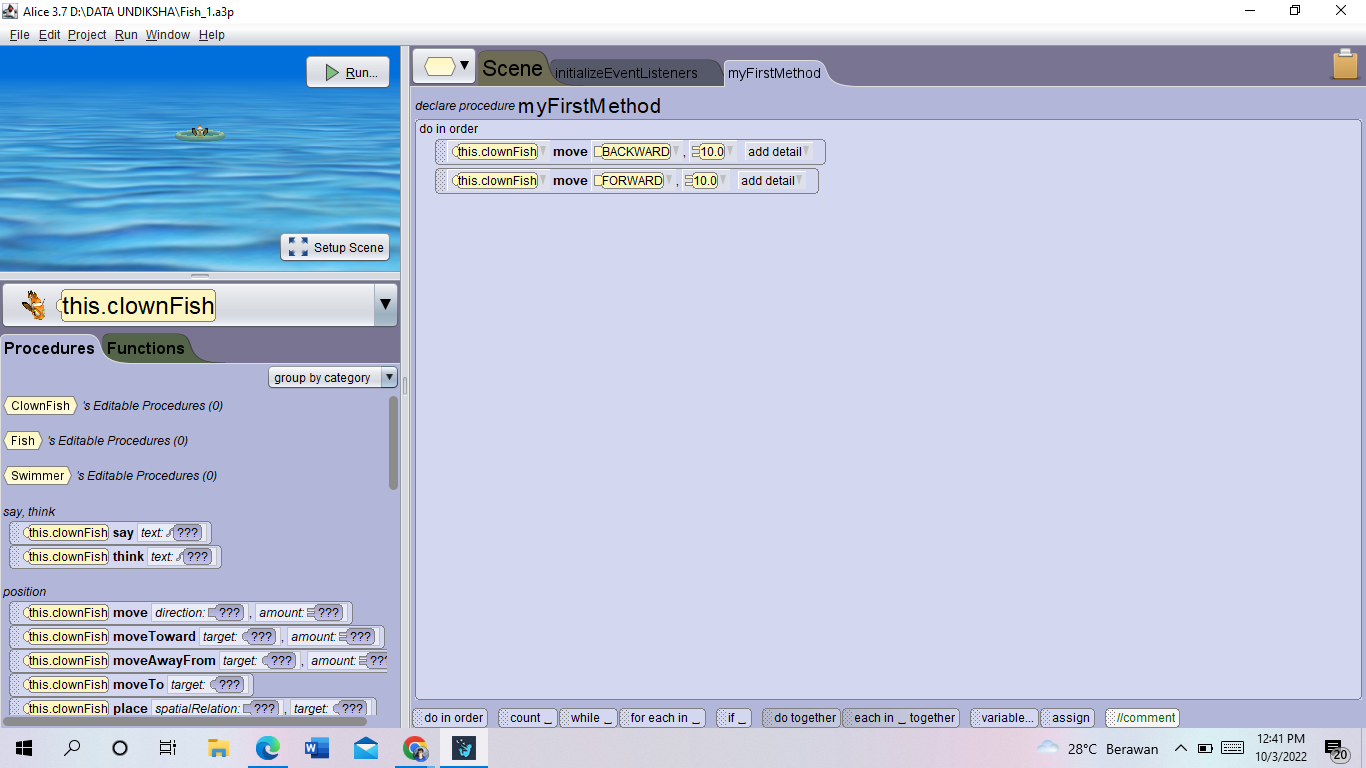 Alice 3.7 D:\DATA UNDIKSHA\Fish_1.a3p
File Edit Project Run Window Help
Run...
Setup Scene
this.clownFish
Procedures Functions
group by category
ClownFish 's Editable Procedures (0)
Fish 's Editable Procedures (0)
Swimmer 's Editable Procedures (0)
say, think
this.clownFish say text: ???
this.clownFish think text: ???
position
this.clownFish move direction: ??? , amount: ???
this.clownFish moveToward target: ??? , amount: ???
this.clownFish moveAwayFrom target: ??? , amount: ???
this.clownFish moveTo target: ???
this.clownFish place spatialRelation: ??? , target: ???
Scene initializeEventListeners myFirstMethod
declare procedure myFirstMethod
do in order
this.clownFish move BACKWARD , 10.0 add detail
this.clownFish move FORWARD , 10.0 add detail
do in order count _ while _ for each in _ if _ do together each in _ together variable... assign //comment
28°C Berawan
12:41 PM
10/3/2022
20